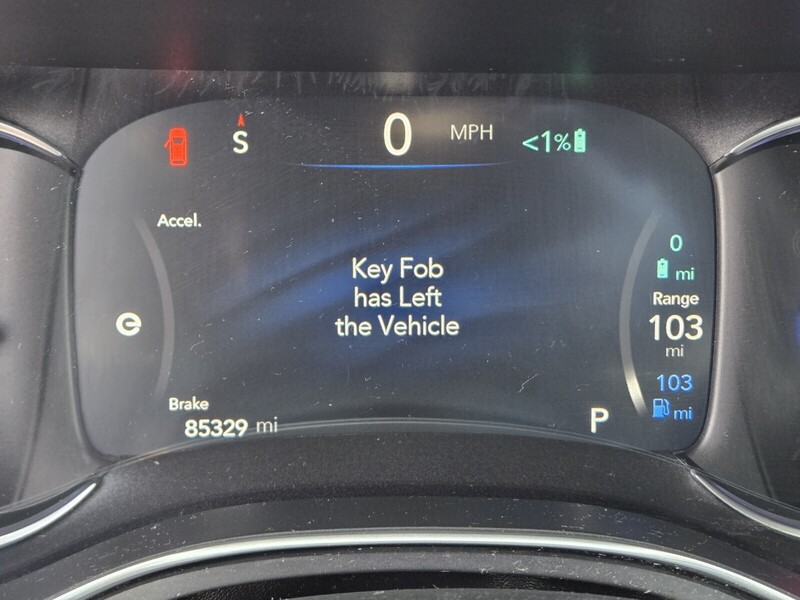 S
0 MPH
<1%
Accel.
0
mi
Key Fob
has Left
the Vehicle
Range
103
mi
103
mi
Brake
85329 mi
P